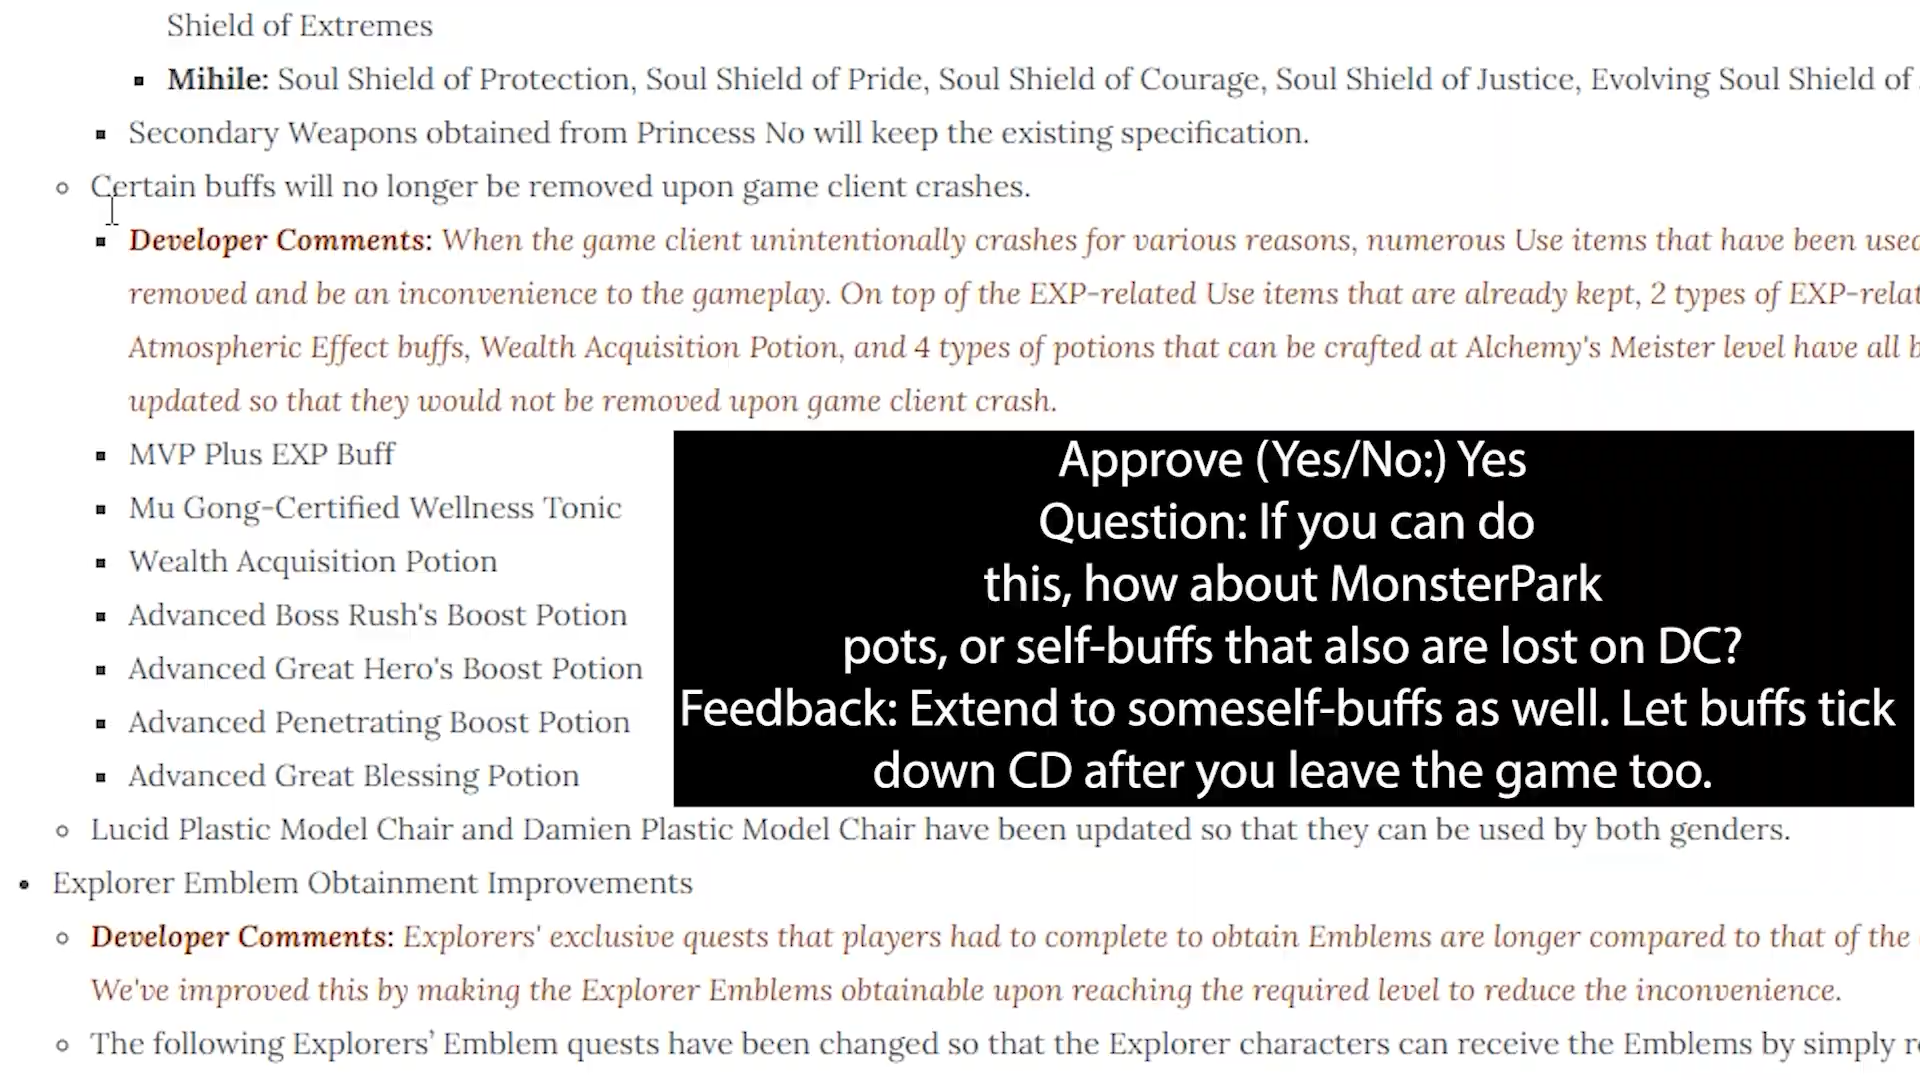 Shield of Extremes
Mihile: Soul Shield of Protection, Soul Shield of Pride, Soul Shield of Courage, Soul Shield of Justice, Evolving Soul Shield of
Secondary Weapons obtained from Princess No will keep the existing specification.
Certain buffs will no longer be removed upon game client crashes.
Developer Comments: When the game client unintentionally crashes for various reasons, numerous Use items that have been used
removed and be an inconvenience to the gameplay. On top of the EXP-related Use items that are already kept, 2 types of EXP-relat
Atmospheric Effect buffs, Wealth Acquisition Potion, and 4 types of potions that can be crafted at Alchemy's Meister level have all b
updated so that they would not be removed upon game client crash.
MVP Plus EXP Buff
Mu Gong-Certified Wellness Tonic
Wealth Acquisition Potion
Advanced Boss Rush's Boost Potion
Advanced Great Hero's Boost Potion
Advanced Penetrating Boost Potion
Advanced Great Blessing Potion
Approve (Yes/No:) Yes
Question: If you can do
this, how about MonsterPark
pots, or self-buffs that also are lost on DC?
Feedback: Extend to someself-buffs as well. Let buffs tick
down CD after you leave the game too.
Lucid Plastic Model Chair and Damien Plastic Model Chair have been updated so that they can be used by both genders.
Explorer Emblem Obtainment Improvements
Developer Comments: Explorers' exclusive quests that players had to complete to obtain Emblems are longer compared to that of the
We've improved this by making the Explorer Emblems obtainable upon reaching the required level to reduce the inconvenience.
The following Explorers’ Emblem quests have been changed so that the Explorer characters can receive the Emblems by simply r